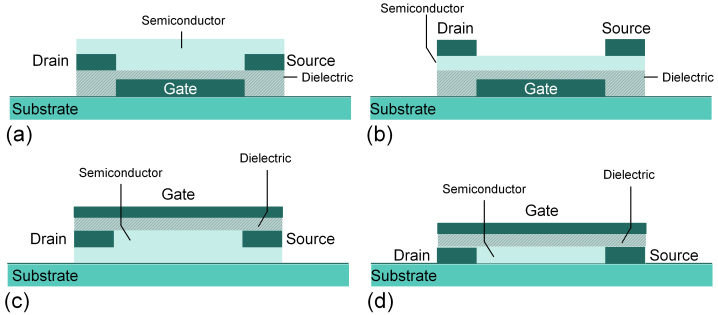 Semiconductor
Drain
Source
Dielectric
Gate
Substrate
(a)
Semiconductor
Drain
Source
Dielectric
Gate
Substrate
(b)
Dielectric
Semiconductor
Gate
Drain
Source
Substrate
(c)
Dielectric
Semiconductor
Gate
Drain
Source
Substrate
(d)